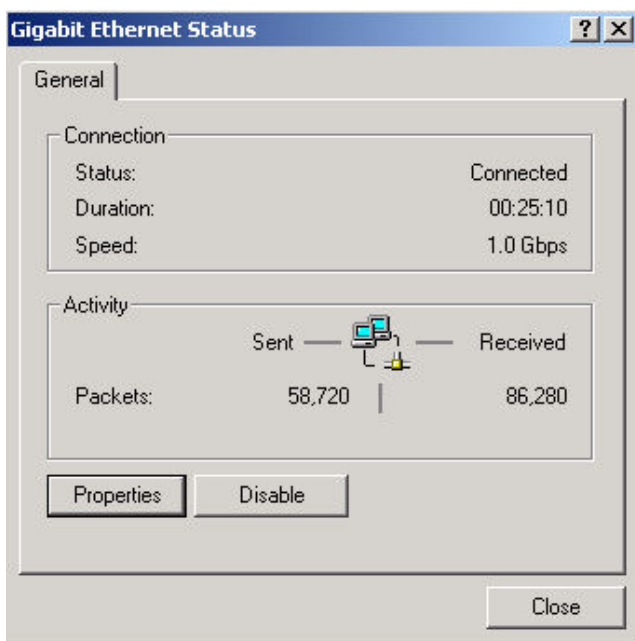 Gigabit Ethernet Status
General
Connection
Status: Connected
Duration: 00:25:10
Speed: 1.0 Gbps
Activity
Sent Received
Packets: 58,720 86,280
Properties Disable
Close